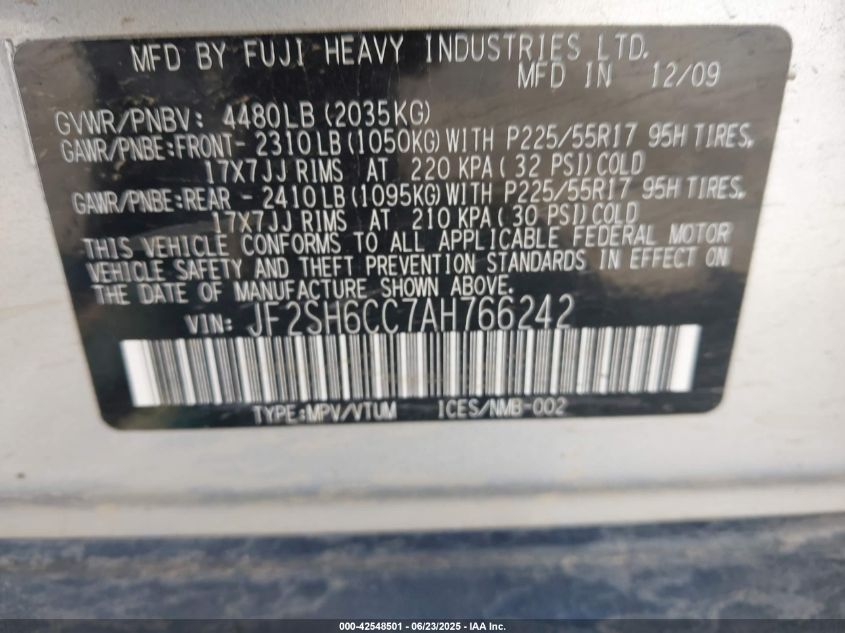 MFD BY FUJI HEAVY INDUSTRIES LTD.
MFD IN 12/09
GVWR/PNBV: 4480LB (2035KG)
GAWR/PNBE:FRONT- 2310LB (1050KG) WITH P225/55R17 95H TIRES,
17X7JJ RIMS AT 220 KPA ( 32 PSI) COLD
GAWR/PNBE:REAR - 2410LB (1095KG) WITH P225/55R17 95H TIRES,
17X7JJ RIMS AT 210 KPA (30 PSI) COLD
THIS VEHICLE CONFORMS TO ALL APPLICABLE FEDERAL MOTOR
VEHICLE SAFETY AND THEFT PREVENTION STANDARDS IN EFFECT ON
THE DATE OF MANUFACTURE SHOWN ABOVE.
VIN: JF2SH6CC7AH766242
TYPE:MPV/VTUM ICES/NMB-002
000-42548501 - 06/23/2025 - IAA, Inc.